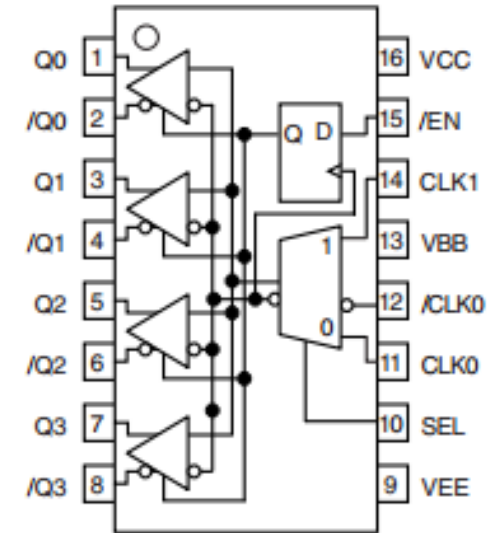 Q0 1 16 VCC
/Q0 2 Q D 15 /EN
Q1 3 14 CLK1
/Q1 4 1 13 VBB
Q2 5 12 /CLK0
0
/Q2 6 11 CLK0
Q3 7 10 SEL
/Q3 8 9 VEE